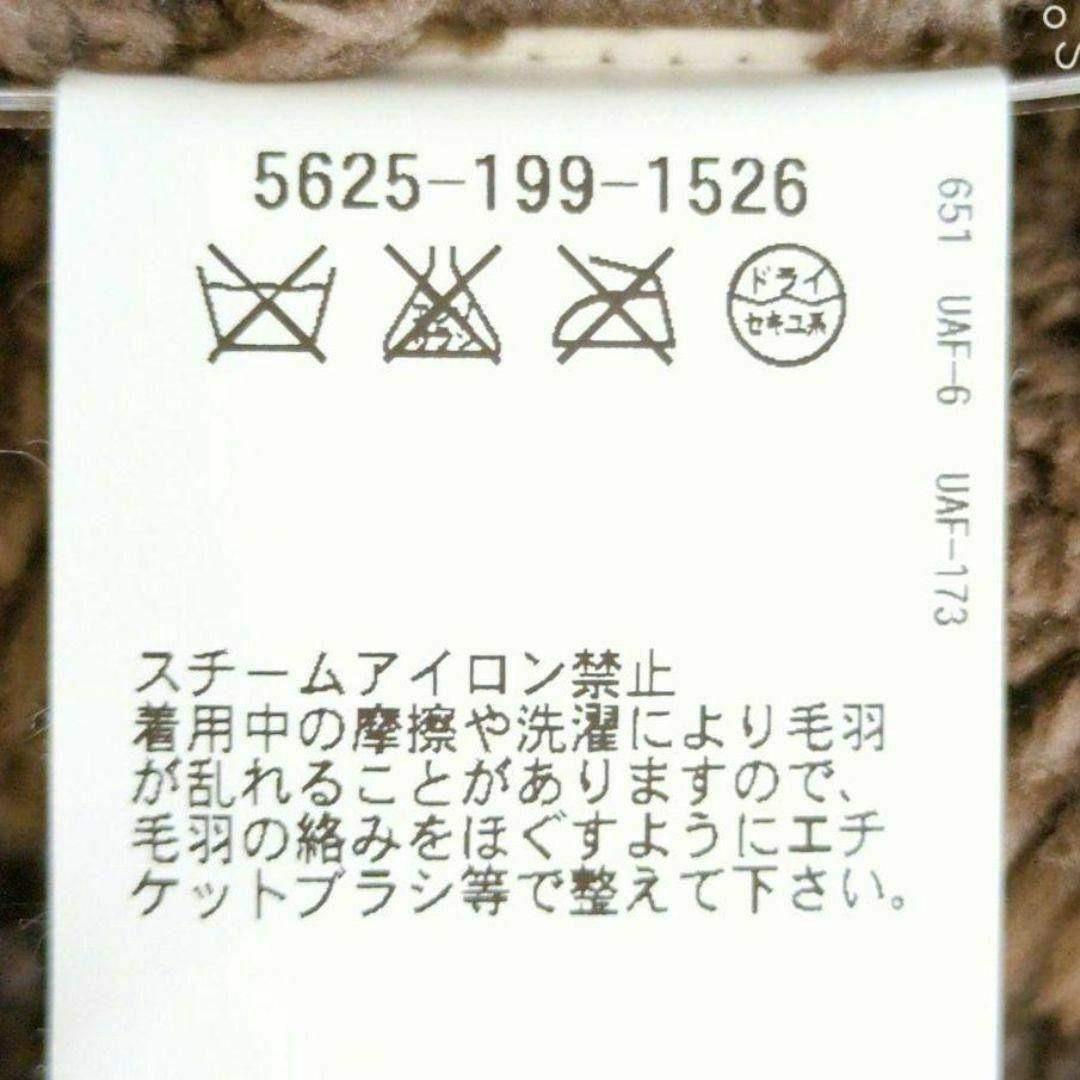 5625-199-1526
ドライ
セキユ系
スチームアイロン禁止
着用中の摩擦や洗濯により毛羽
が乱れることがありますので、
毛羽の絡みをほぐすようにエチ
ケットブラシ等で整えて下さい。
651 UAF-6 UAF-173